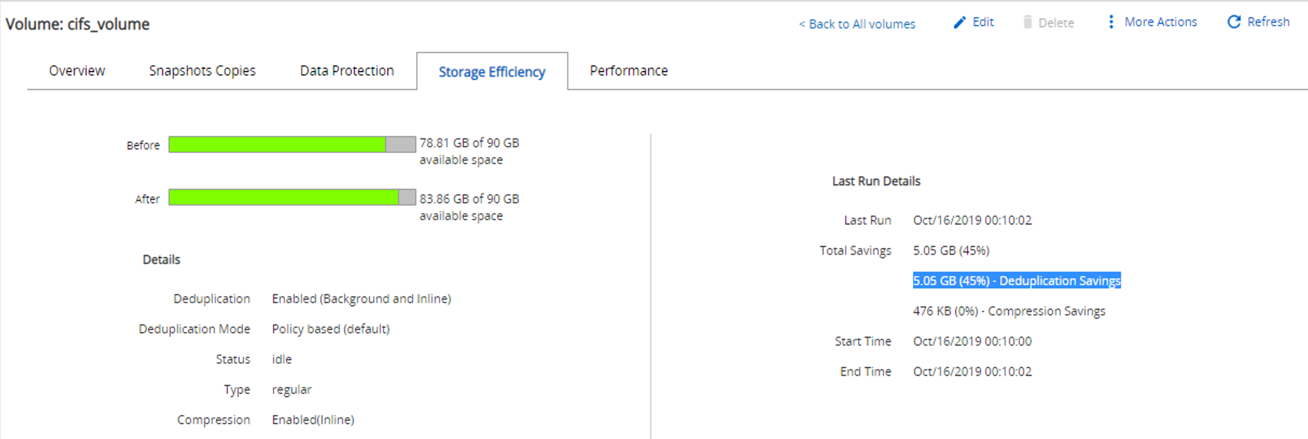 Volume: cifs_volume
< Back to All volumes
Edit
Delete
More Actions
Refresh
Overview
Snapshots Copies
Data Protection
Storage Efficiency
Performance
Before
78.81 GB of 90 GB
available space
After
83.86 GB of 90 GB
available space
Details
Deduplication Enabled (Background and Inline)
Deduplication Mode Policy based (default)
Status idle
Type regular
Compression Enabled(Inline)
Last Run Details
Last Run Oct/16/2019 00:10:02
Total Savings 5.05 GB (45%)
5.05 GB (45%) - Deduplication Savings
476 KB (0%) - Compression Savings
Start Time Oct/16/2019 00:10:00
End Time Oct/16/2019 00:10:02